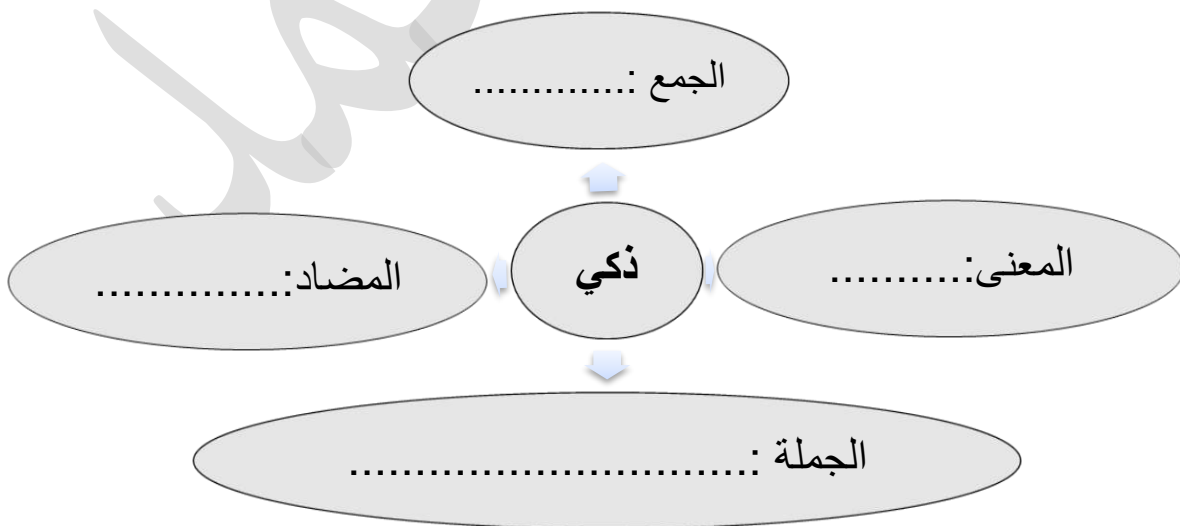 الجمع :..............
المعنى:..........
ذكي
المضاد:...............
الجملة :..............................